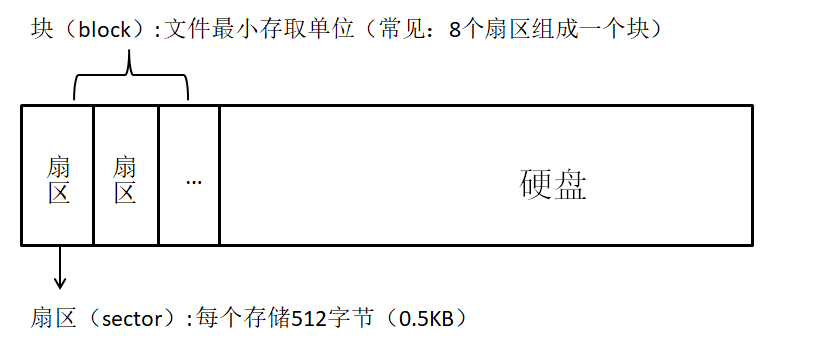 块（block）:文件最小存取单位（常见：8个扇区组成一个块）
扇区
扇区
...
硬盘
扇区（sector）:每个存储512字节（0.5KB）